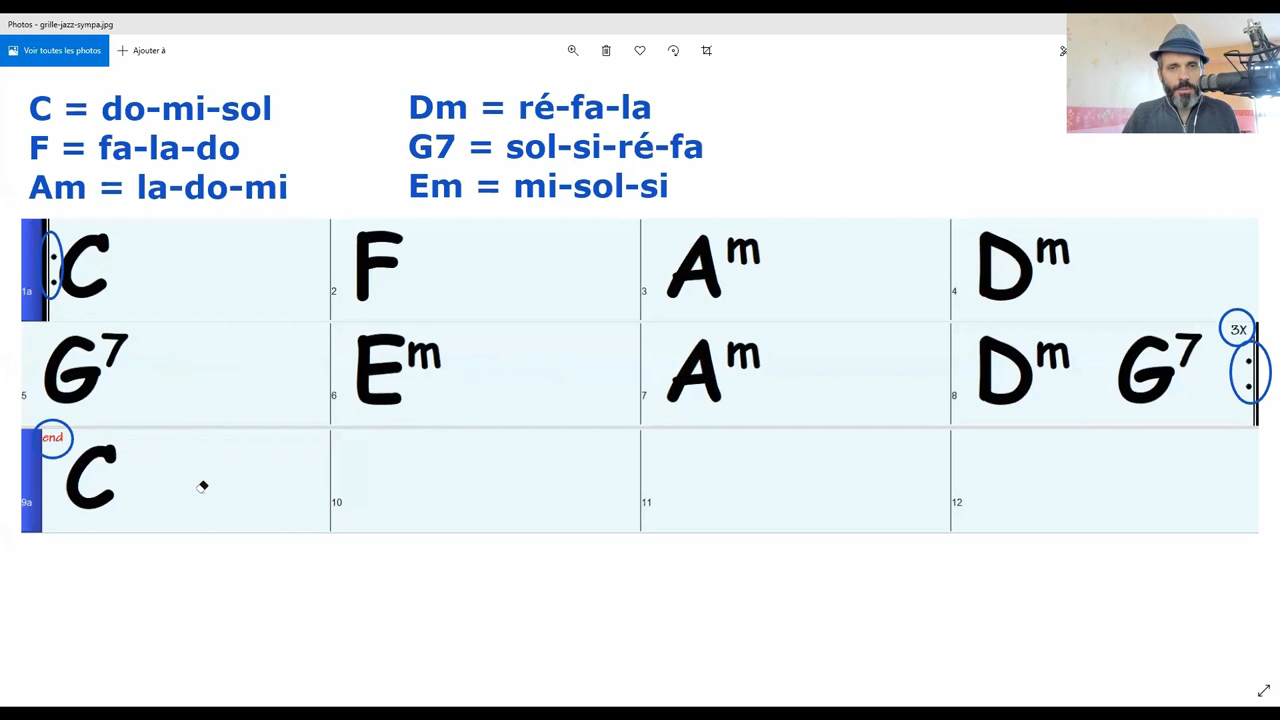 Photos - grille-jazz-sympa.jpg
Voir toutes les photos + Ajouter à
C = do-mi-sol Dm = ré-fa-la
F = fa-la-do G7 = sol-si-ré-fa
Am = la-do-mi Em = mi-sol-si
1a C 2 F 3 Am 4 Dm
3x
5 G7 6 Em 7 Am 8 Dm G7
end
9a C 10 11 12